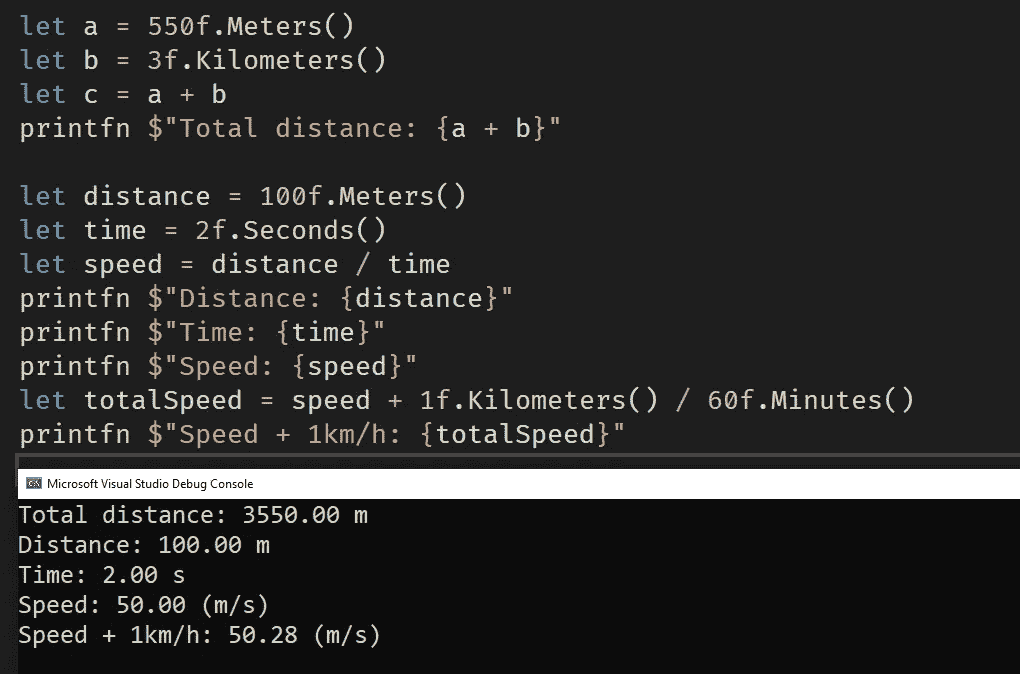 let a = 550f.Meters()
let b = 3f.Kilometers()
let c = a + b
printfn $"Total distance: {a + b}"
let distance = 100f.Meters()
let time = 2f.Seconds()
let speed = distance / time
printfn $"Distance: {distance}"
printfn $"Time: {time}"
printfn $"Speed: {speed}"
let totalSpeed = speed + 1f.Kilometers() / 60f.Minutes()
printfn $"Speed + 1km/h: {totalSpeed}"
Microsoft Visual Studio Debug Console
Total distance: 3550.00 m
Distance: 100.00 m
Time: 2.00 s
Speed: 50.00 (m/s)
Speed + 1km/h: 50.28 (m/s)